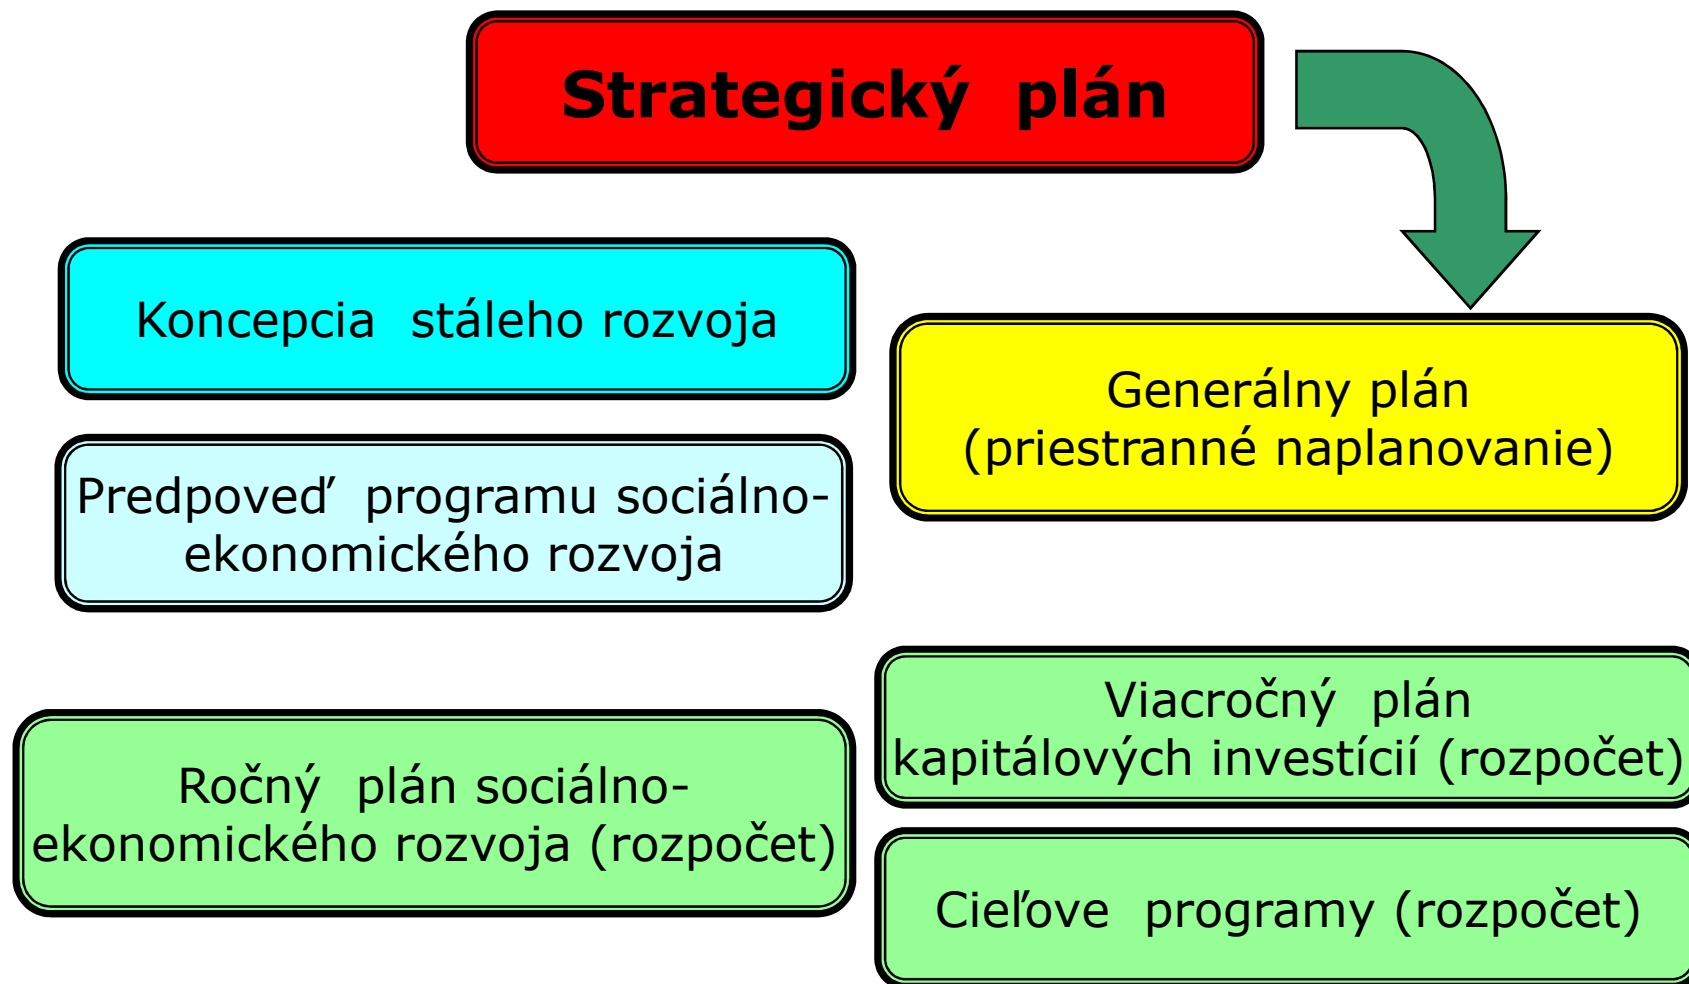 Strategický plán
Koncepcia stáleho rozvoja
Generálny plán
(priestranné naplanovanie)
Predpoveď programu sociálno-
ekonomického rozvoja
Viacročný plán
kapitálových investícií (rozpočet)
Ročný plán sociálno-
ekonomického rozvoja (rozpočet)
Cieľove programy (rozpočet)